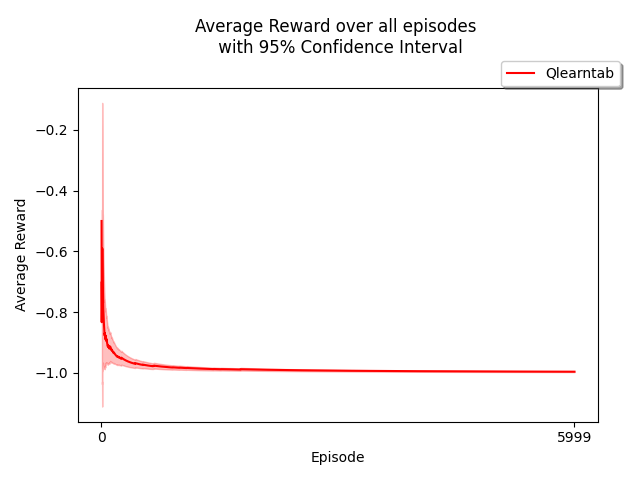 Average Reward over all episodes
with 95% Confidence Interval
Qlearntab
−0.2
−0.4
−0.6
−0.8
−1.0
Average Reward
0
5999
Episode